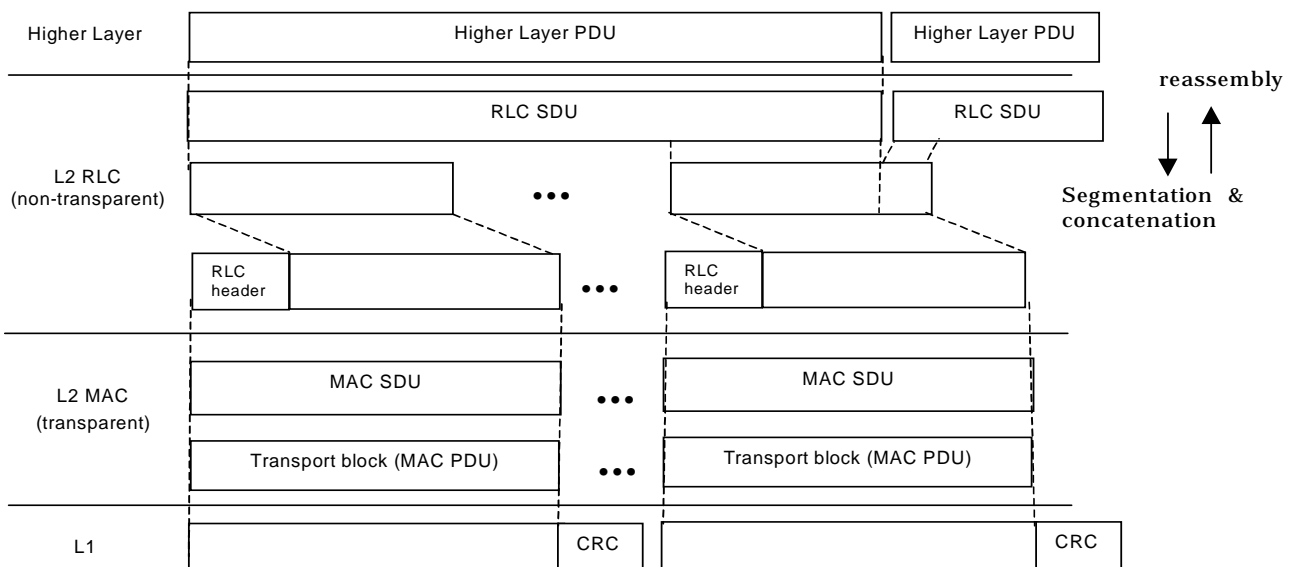 Higher Layer
Higher Layer PDU
Higher Layer PDU
reassembly
RLC SDU
RLC SDU
L2 RLC
(non-transparent)
Segmentation &
concatenation
RLC
header
RLC
header
L2 MAC
(transparent)
MAC SDU
MAC SDU
Transport block (MAC PDU)
Transport block (MAC PDU)
L1
CRC
CRC